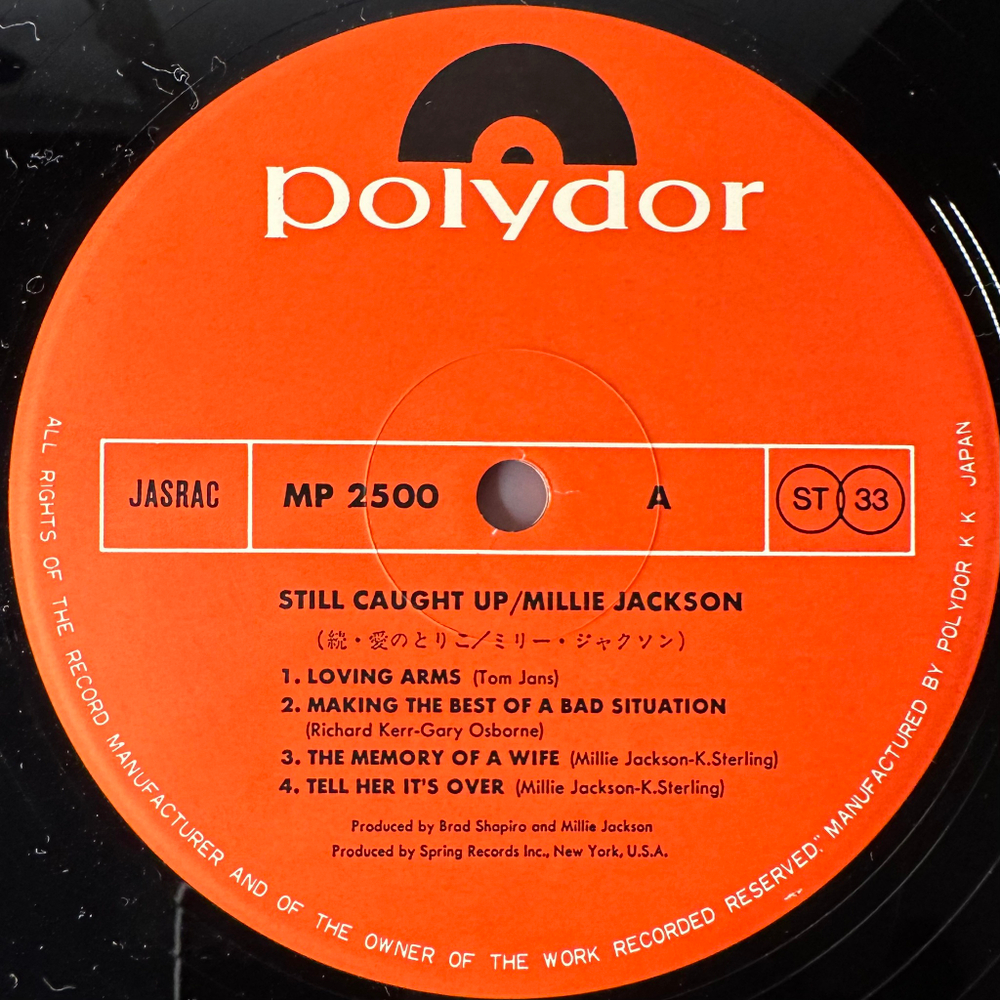 polydor
JASRAC
MP 2500
A
ST 33
STILL CAUGHT UP/MILLIE JACKSON
(続・愛のとりこ/ミリー・ジャクソン)
1. LOVING ARMS (Tom Jans)
2. MAKING THE BEST OF A BAD SITUATION
(Richard Kerr-Gary Osborne)
3. THE MEMORY OF A WIFE (Millie Jackson-K.Sterling)
4. TELL HER IT'S OVER (Millie Jackson-K.Sterling)
Produced by Brad Shapiro and Millie Jackson
Produced by Spring Records Inc., New York, U.S.A.
ALL RIGHTS OF THE RECORD MANUFACTURER AND OF THE OWNER OF THE WORK RECORDED RESERVED." MANUFACTURED BY POLYDOR K K JAPAN